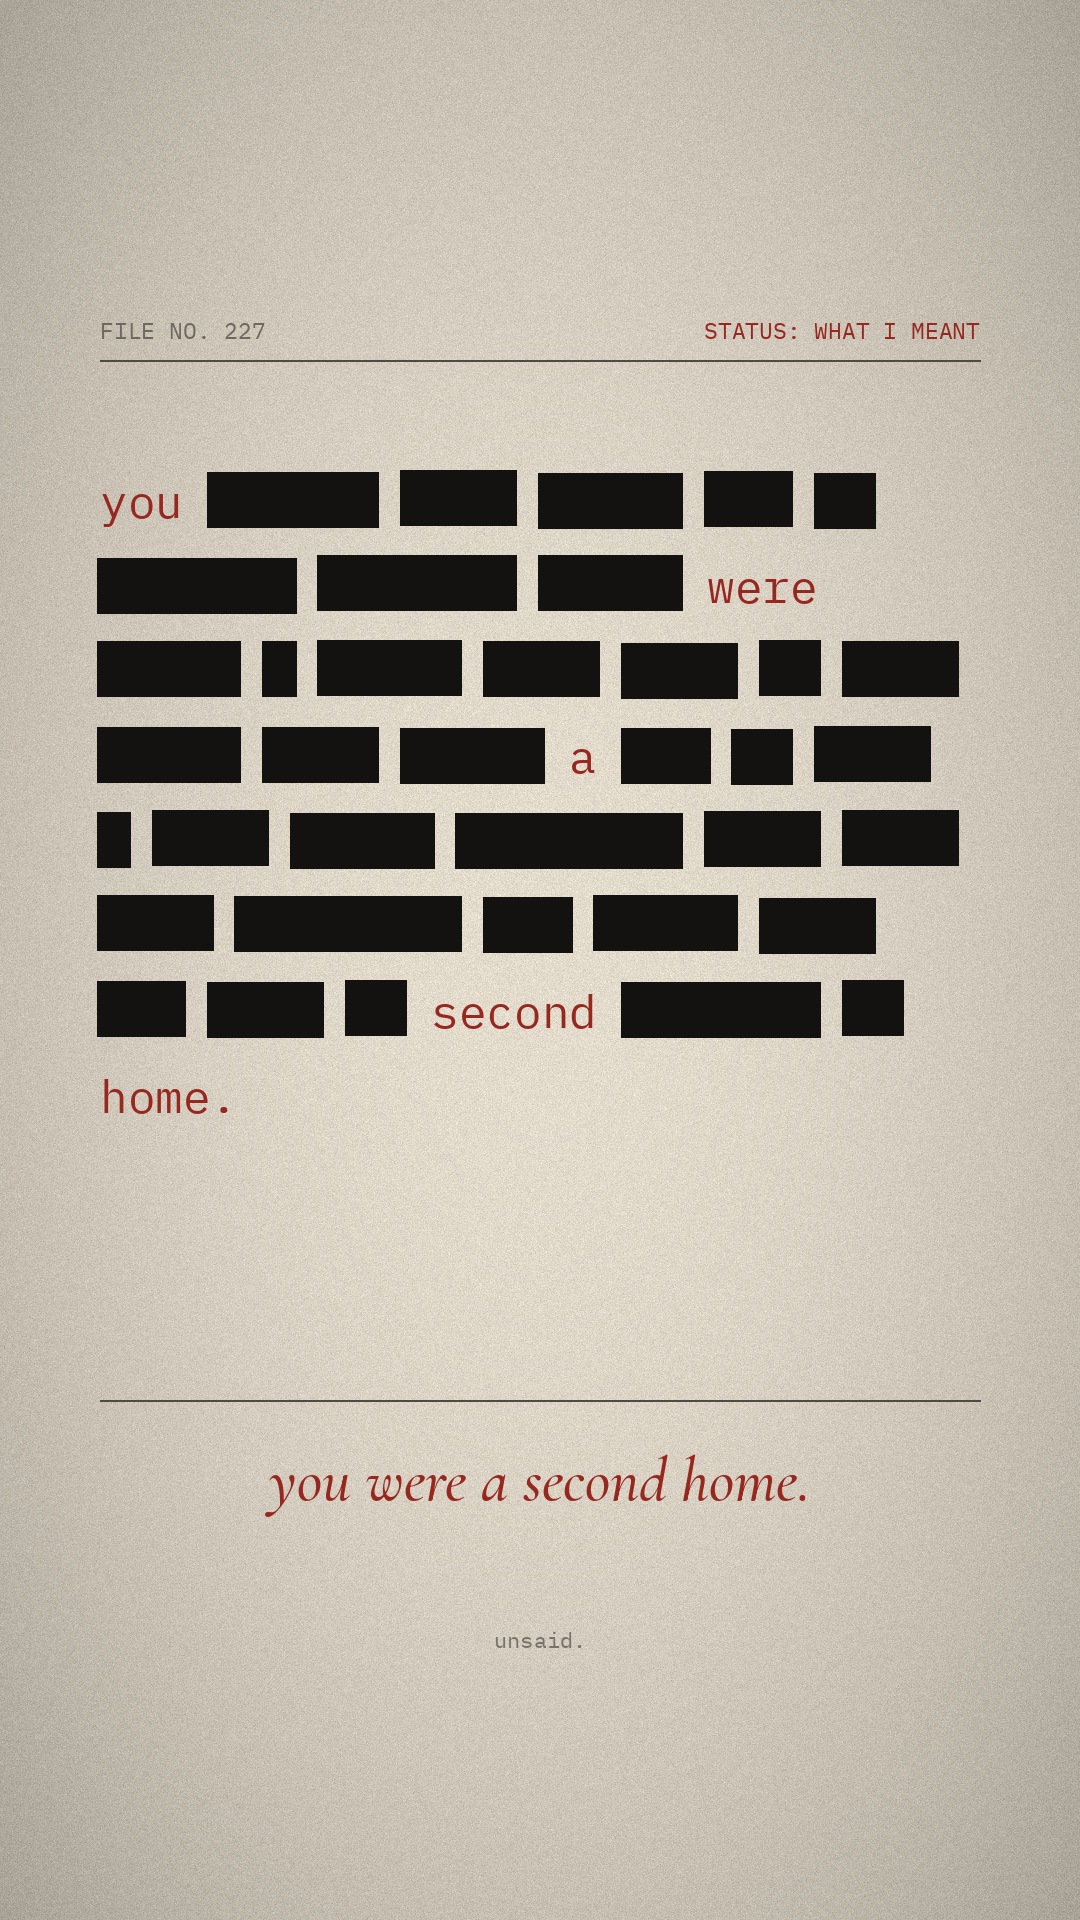 FILE NO. 227
STATUS: WHAT I MEANT
you
were
a
second
home.
you were a second home.
unsaid.